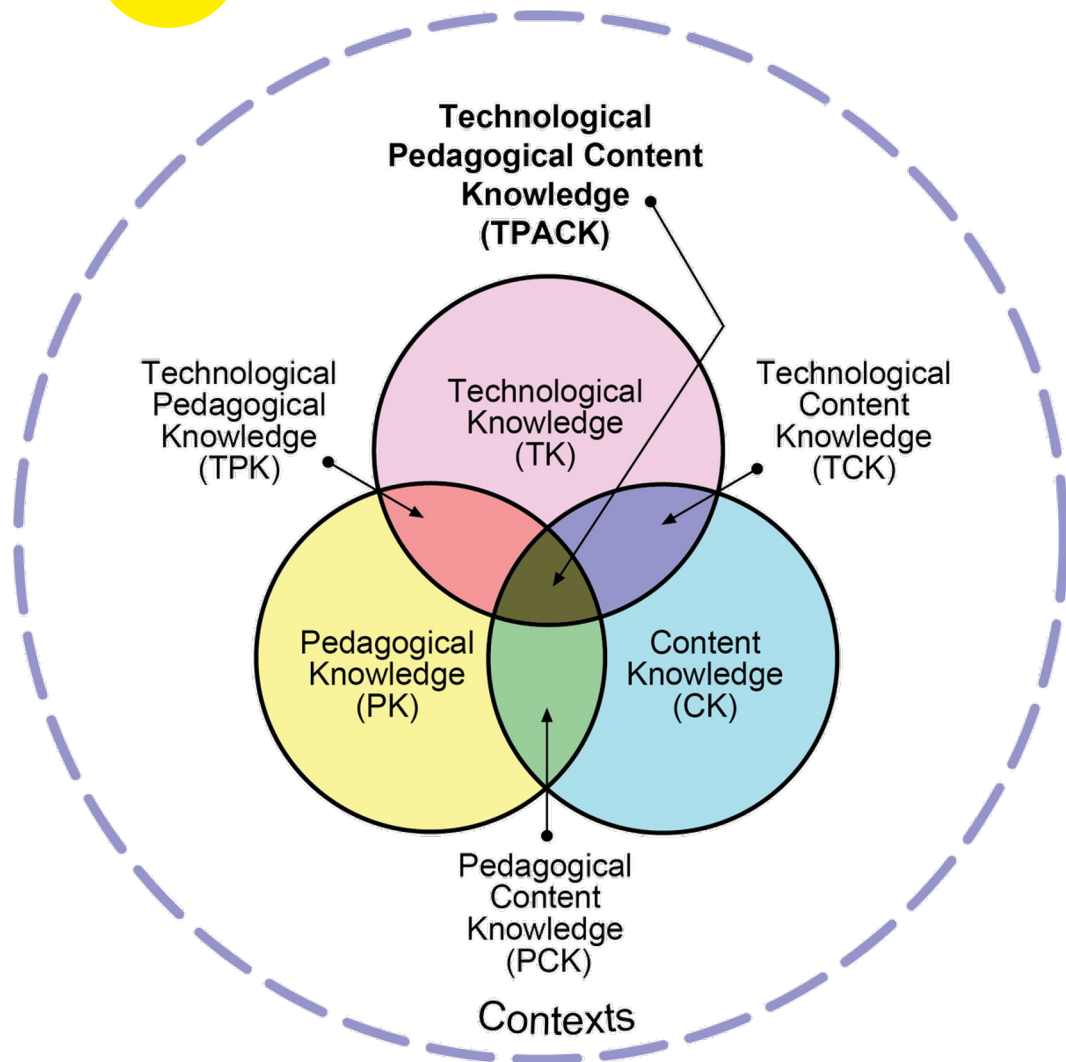 Technological
Pedagogical Content
Knowledge
(TPACK)
Technological
Pedagogical
Knowledge
(TPK)
Technological
Knowledge
(TK)
Technological
Content
Knowledge
(TCK)
Pedagogical
Knowledge
(PK)
Content
Knowledge
(CK)
Pedagogical
Content
Knowledge
(PCK)
Contexts